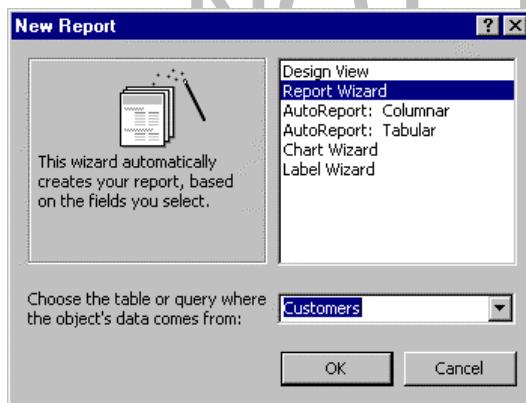 New Report
Design View
Report Wizard
AutoReport: Columnar
AutoReport: Tabular
Chart Wizard
Label Wizard
This wizard automatically
creates your report, based
on the fields you select.
Choose the table or query where
the object's data comes from:
Customers
OK
Cancel